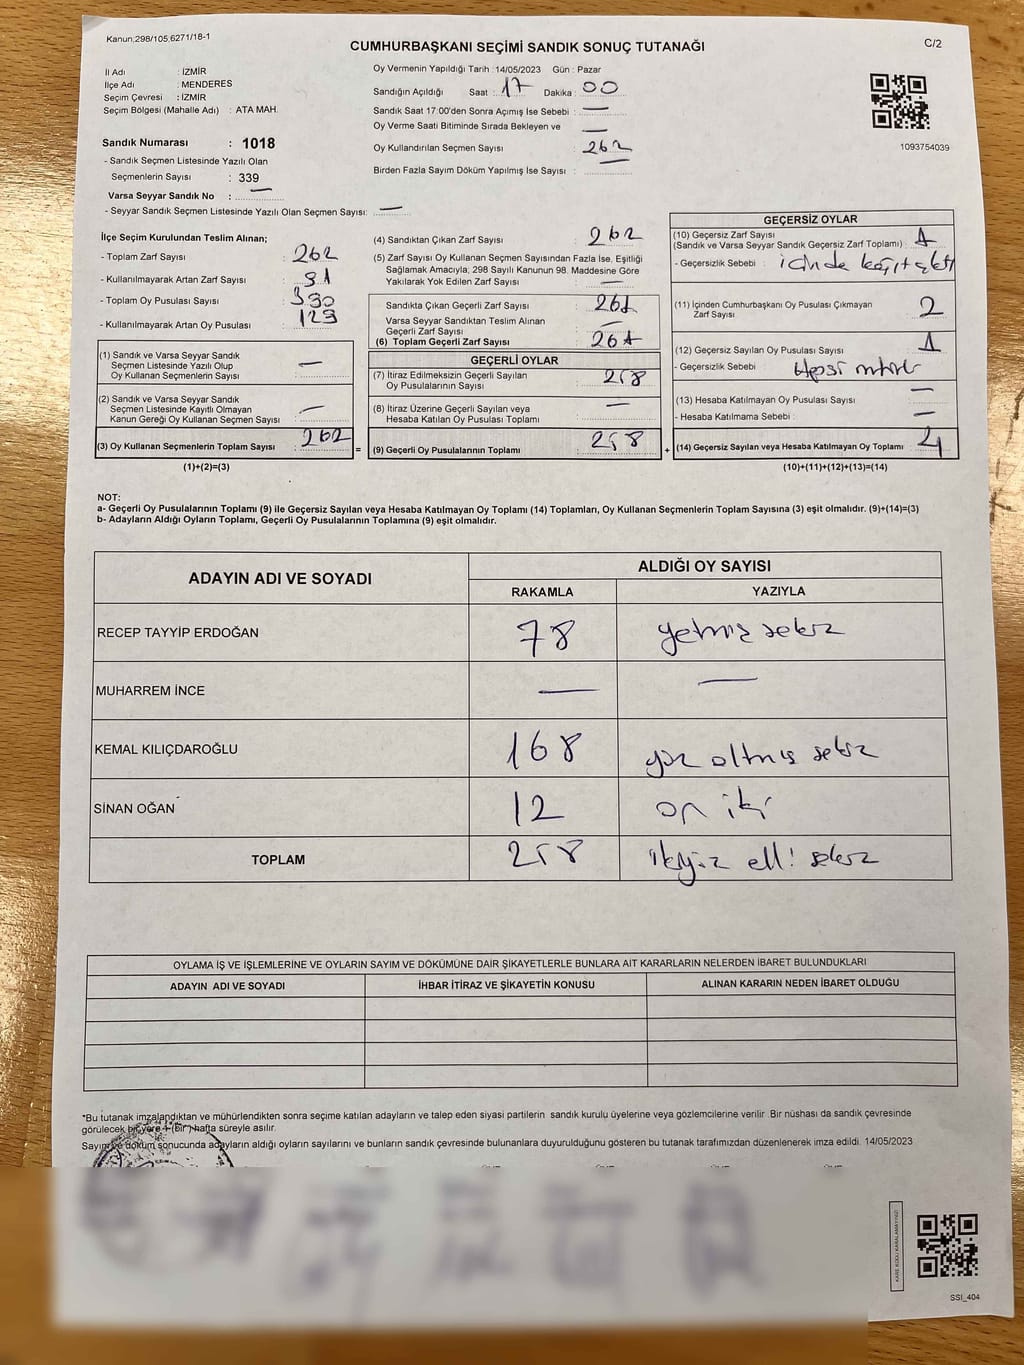 Kanun;298/105,6271/18-1
CUMHURBAŞKANI SEÇİMİ SANDIK SONUÇ TUTANAĞI
C/2
İl Adı : İZMİR
İlçe Adı : MENDERES
Seçim Çevresi : İZMİR
Seçim Bölgesi (Mahalle Adı) : ATA MAH.
Sandık Numarası : 1018
- Sandık Seçmen Listesinde Yazılı Olan
Seçmenlerin Sayısı : 339
Varsa Seyyar Sandık No : —
- Seyyar Sandık Seçmen Listesinde Yazılı Olan Seçmen Sayısı: —
Oy Vermenin Yapıldığı Tarih :14/05/2023 Gün : Pazar
Sandığın Açıldığı Saat : 17 Dakika : 00
Sandık Saat 17:00'den Sonra Açımış İse Sebebi : —
Oy Verme Saati Bitiminde Sırada Bekleyen ve —
Oy Kullandırılan Seçmen Sayısı : 262
Birden Fazla Sayım Döküm Yapılmış İse Sayısı : —
1093754039
İlçe Seçim Kurulundan Teslim Alınan;
- Toplam Zarf Sayısı : 262
- Kullanılmayarak Artan Zarf Sayısı :
- Toplam Oy Pusulası Sayısı :
- Kullanılmayarak Artan Oy Pusulası : 129
(1) Sandık ve Varsa Seyyar Sandık
Seçmen Listesinde Yazılı Olup
Oy Kullanan Seçmenlerin Sayısı : —
(2) Sandık ve Varsa Seyyar Sandık
Seçmen Listesinde Kayıtlı Olmayan
Kanun Gereği Oy Kullanan Seçmen Sayısı : —
(3) Oy Kullanan Seçmenlerin Toplam Sayısı : 262
(1)+(2)=(3)
=
(4) Sandıktan Çıkan Zarf Sayısı : 262
(5) Zarf Sayısı Oy Kullanan Seçmen Sayısından Fazla İse, Eşitliği
Sağlamak Amacıyla; 298 Sayılı Kanunun 98. Maddesine Göre
Yakılarak Yok Edilen Zarf Sayısı : —
Sandıkta Çıkan Geçerli Zarf Sayısı : 261
Varsa Seyyar Sandıktan Teslim Alınan
Geçerli Zarf Sayısı : —
(6) Toplam Geçerli Zarf Sayısı : 261
GEÇERLİ OYLAR
(7) İtiraz Edilmeksizin Geçerli Sayılan
Oy Pusulalarının Sayısı : 258
(8) İtiraz Üzerine Geçerli Sayılan veya
Hesaba Katılan Oy Pusulası Toplamı : —
(9) Geçerli Oy Pusulalarının Toplamı : 258
+
GEÇERSİZ OYLAR
(10) Geçersiz Zarf Sayısı
(Sandık ve Varsa Seyyar Sandık Geçersiz Zarf Toplamı) : 1
- Geçersizlik Sebebi : içinde kağıt çıktı
(11) İçinden Cumhurbaşkanı Oy Pusulası Çıkmayan
Zarf Sayısı : 2
(12) Geçersiz Sayılan Oy Pusulası Sayısı : 1
- Geçersizlik Sebebi : Hepsi mühürlü
(13) Hesaba Katılmayan Oy Pusulası Sayısı : —
- Hesaba Katılmama Sebebi : —
(14) Geçersiz Sayılan veya Hesaba Katılmayan Oy Toplamı : 4
(10)+(11)+(12)+(13)=(14)
NOT:
a- Geçerli Oy Pusulalarının Toplamı (9) ile Geçersiz Sayılan veya Hesaba Katılmayan Oy Toplamı (14) Toplamları, Oy Kullanan Seçmenlerin Toplam Sayısına (3) eşit olmalıdır. (9)+(14)=(3)
b- Adayların Aldığı Oyların Toplamı, Geçerli Oy Pusulalarının Toplamına (9) eşit olmalıdır.
ADAYIN ADI VE SOYADI
ALDIĞI OY SAYISI
RAKAMLA YAZIYLA
RECEP TAYYİP ERDOĞAN 78 yetmiş sekiz
MUHARREM İNCE — —
KEMAL KILIÇDAROĞLU 168 yüz altmış sekiz
SİNAN OĞAN 12 on iki
TOPLAM 258 ikiyüz elli sekiz
OYLAMA İŞ VE İŞLEMLERİNE VE OYLARIN SAYIM VE DÖKÜMÜNE DAİR ŞİKAYETLERLE BUNLARA AİT KARARLARIN NELERDEN İBARET BULUNDUKLARI
ADAYIN ADI VE SOYADI İHBAR İTİRAZ VE ŞİKAYETİN KONUSU ALINAN KARARIN NEDEN İBARET OLDUĞU
*Bu tutanak imzalandıktan ve mühürlendikten sonra seçime katılan adayların ve talep eden siyasi partilerin sandık kurulu üyelerine veya gözlemcilerine verilir .Bir nüshası da sandık çevresinde
görülecek bir yere 1 (bir) hafta süreyle asılır.
Sayım ve döküm sonucunda adayların aldığı oyların sayılarını ve bunların sandık çevresinde bulunanlara duyurulduğunu gösteren bu tutanak tarafımızdan düzenlenerek imza edildi. 14/05/2023
KARE KODU KARALAMAYINIZ!
SSI_404